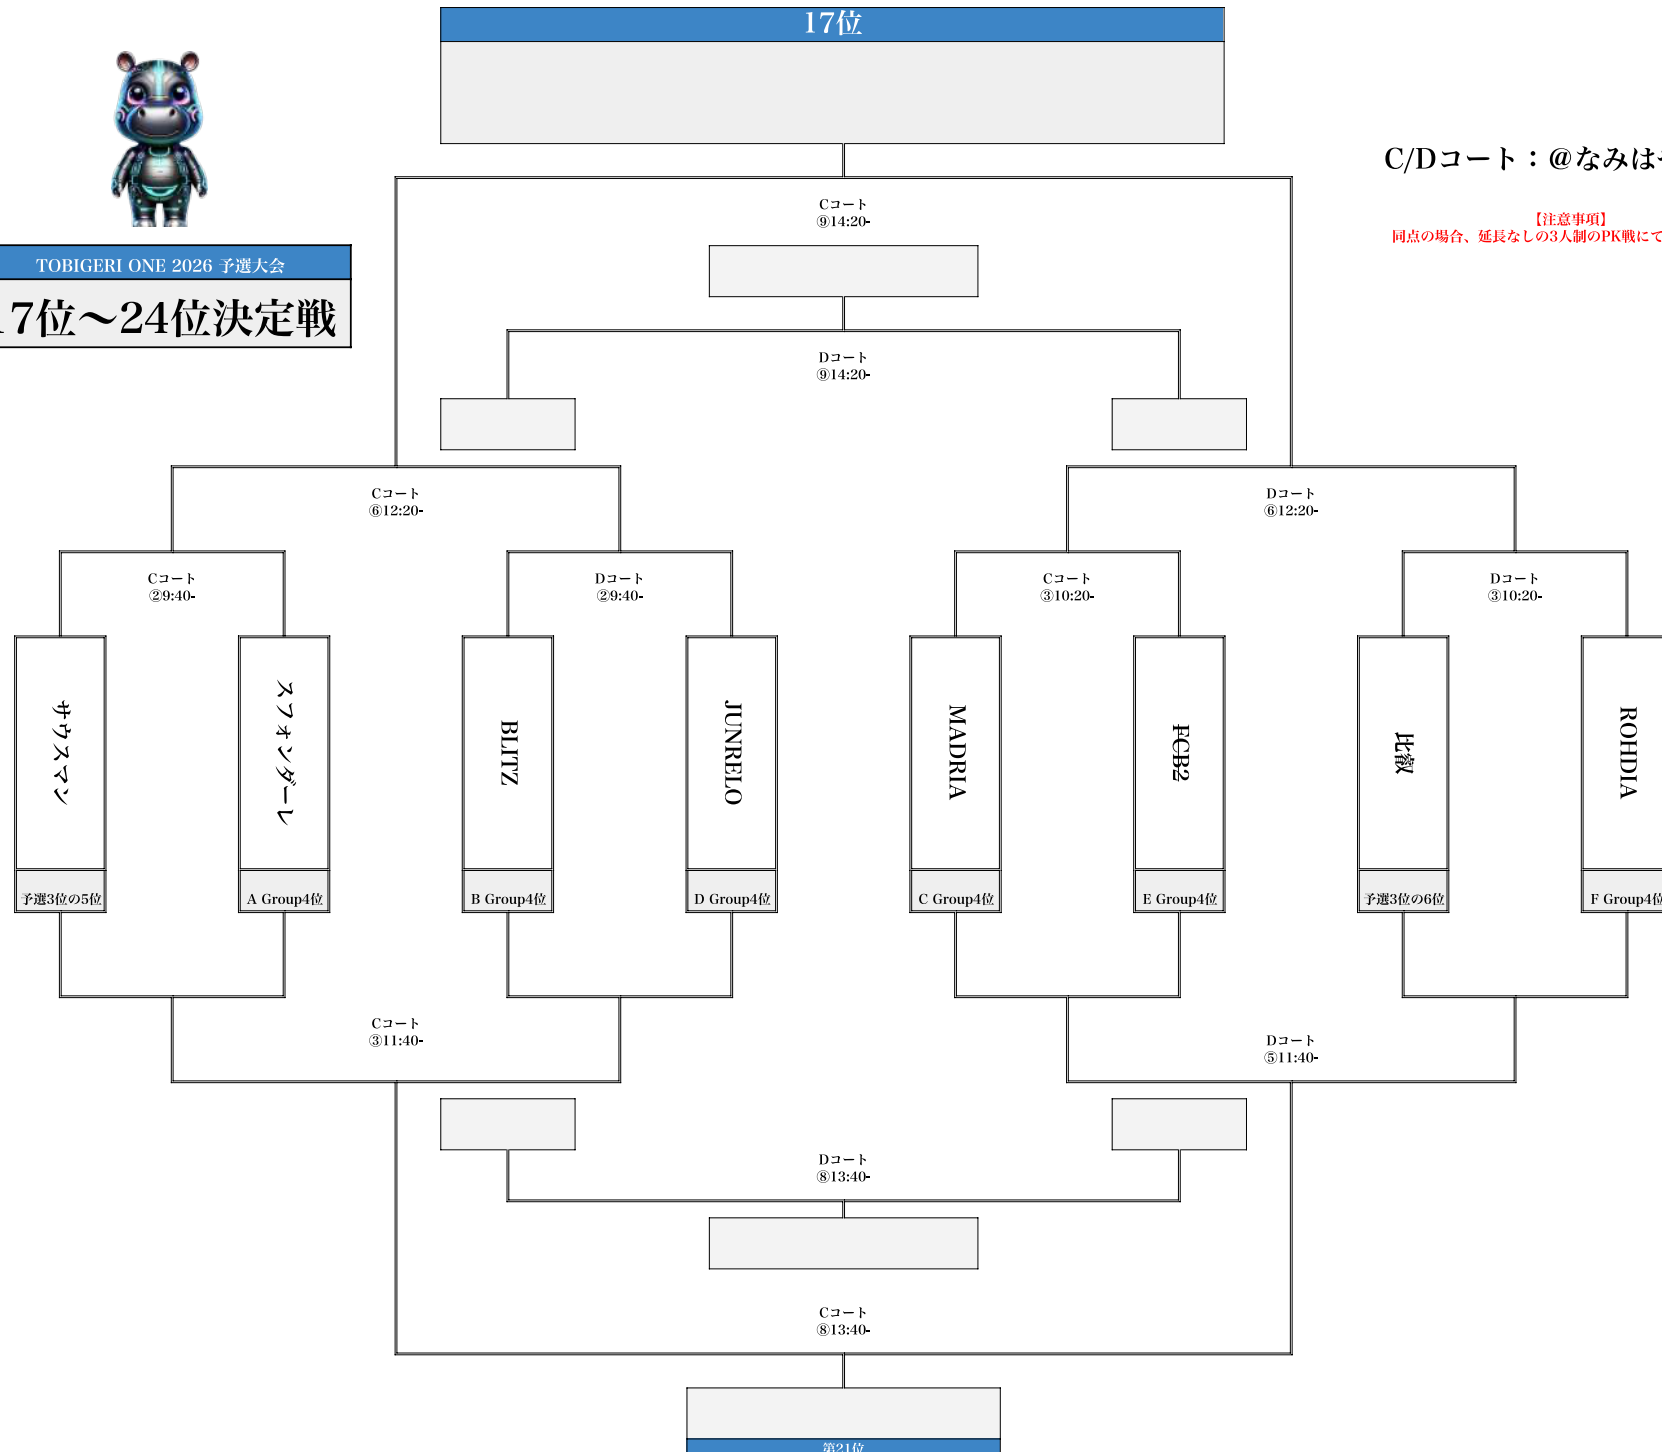 17位
C/Dコート：@なみは
【注意事項】
同点の場合、延長なしの3人制のPK戦にて
TOBIGERI ONE 2026 予選大会
17位〜24位決定戦
Cコート
⑨14:20-
Dコート
⑨14:20-
Cコート
⑥12:20-
Dコート
⑥12:20-
Cコート
②9:40-
Dコート
②9:40-
Cコート
③10:20-
Dコート
③10:20-
サウスマン
スフォンダーレ
BLITZ
JUNRELO
MADRIA
FCB2
比叡
ROHDIA
予選3位の5位
A Group4位
B Group4位
D Group4位
C Group4位
E Group4位
予選3位の6位
F Group4位
Cコート
③11:40-
Dコート
⑤11:40-
Dコート
⑧13:40-
Cコート
⑧13:40-
第21位